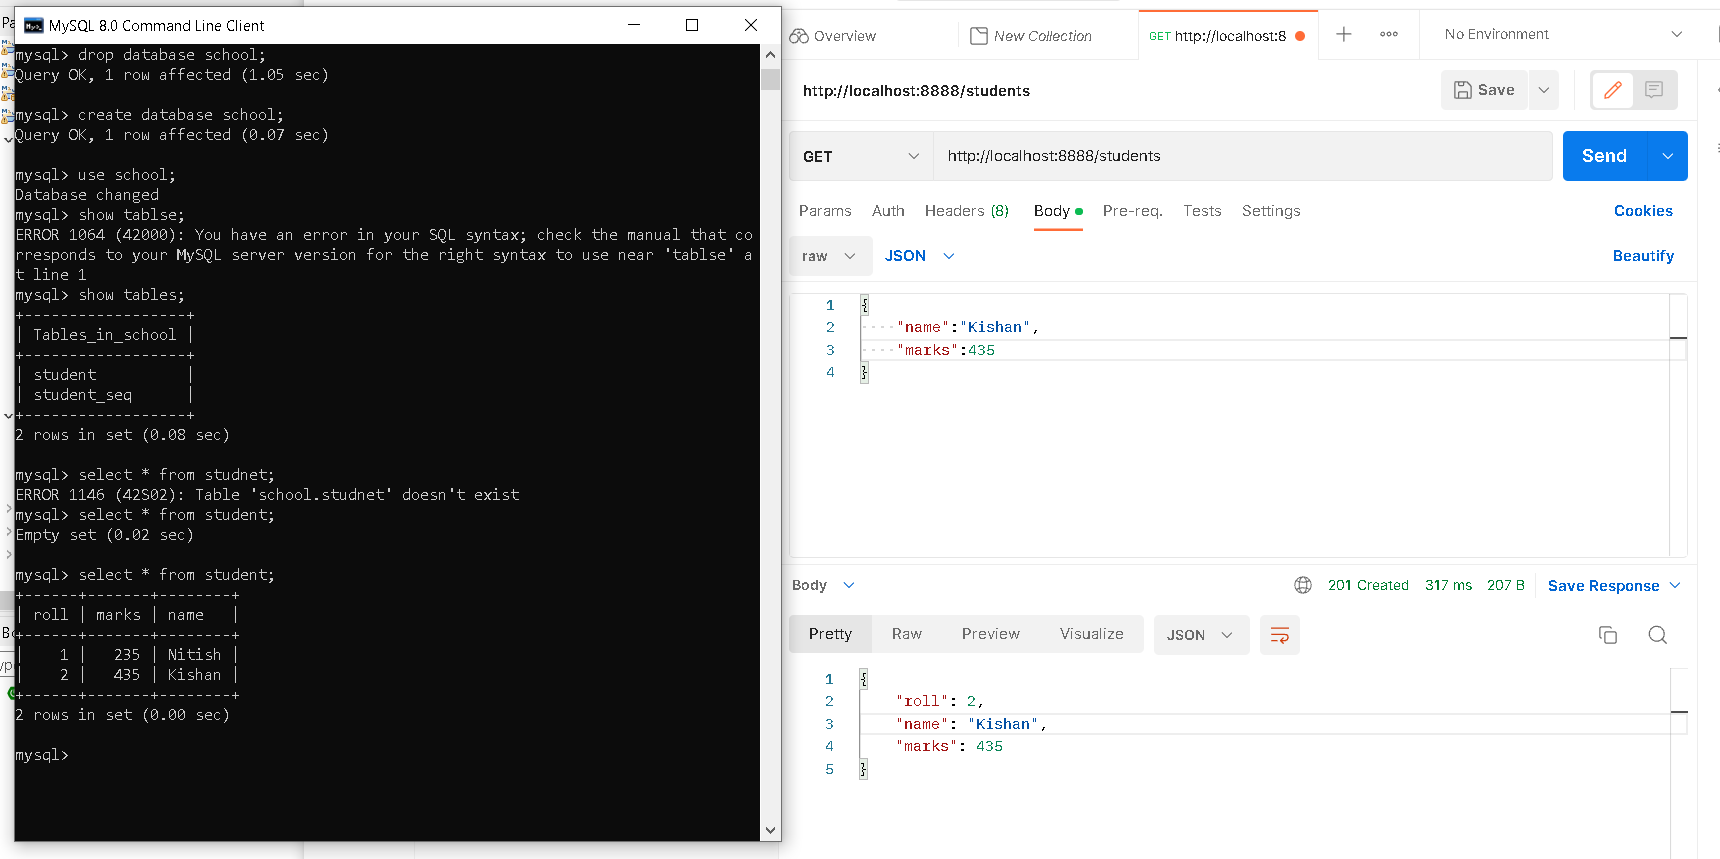 MySQL 8.0 Command Line Client
mysql> drop database school;
Query OK, 1 row affected (1.05 sec)
mysql> create database school;
Query OK, 1 row affected (0.07 sec)
mysql> use school;
Database changed
mysql> show tablse;
ERROR 1064 (42000): You have an error in your SQL syntax; check the manual that co
rresponds to your MySQL server version for the right syntax to use near 'tablse' a
t line 1
mysql> show tables;
+------------------+
| Tables_in_school |
+------------------+
| student          |
| student_seq      |
+------------------+
2 rows in set (0.08 sec)
mysql> select * from studnet;
ERROR 1146 (42S02): Table 'school.studnet' doesn't exist
mysql> select * from student;
Empty set (0.02 sec)
mysql> select * from student;
+------+-------+--------+
| roll | marks | name   |
+------+-------+--------+
|    1 |   235 | Nitish |
|    2 |   435 | Kishan |
+------+-------+--------+
2 rows in set (0.00 sec)
mysql>
Overview
New Collection
GET http://localhost:8
No Environment
http://localhost:8888/students
Save
GET
http://localhost:8888/students
Send
Params Auth Headers (8) Body Pre-req. Tests Settings
Cookies
raw JSON
Beautify
1 {
2 "name":"Kishan",
3 "marks":435
4 }
Body
201 Created 317 ms 207 B Save Response
Pretty Raw Preview Visualize JSON
1 {
2 "roll": 2,
3 "name": "Kishan",
4 "marks": 435
5 }